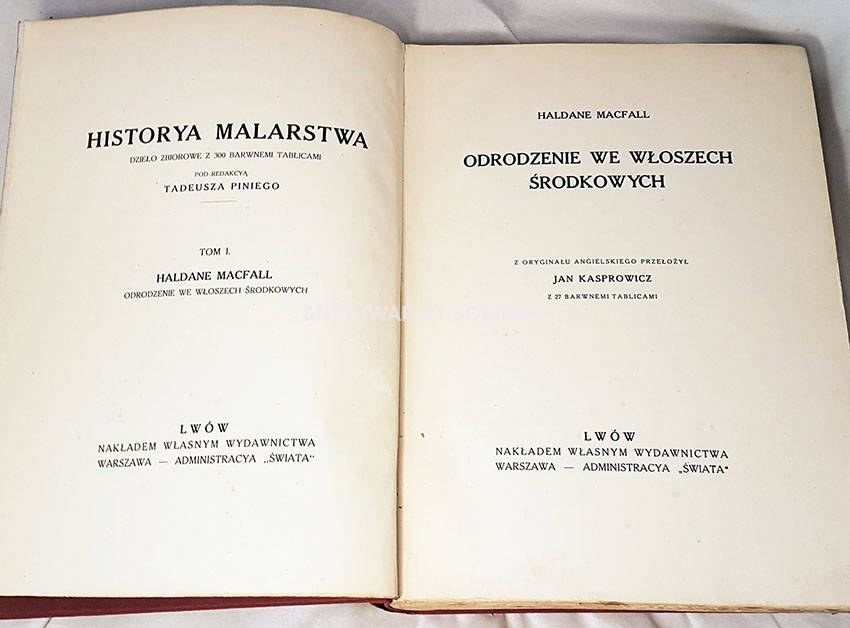 HISTORYA MALARSTWA
DZIEŁO ZBIOROWE Z 300 BARWNEMI TABLICAMI
POD REDAKCYĄ
TADEUSZA PINIEGO
TOM I.
HALDANE MACFALL
ODRODZENIE WE WŁOSZECH ŚRODKOWYCH
LWÓW
NAKŁADEM WŁASNYM WYDAWNICTWA
WARSZAWA — ADMINISTRACYA „ŚWIATA"
HALDANE MACFALL
ODRODZENIE WE WŁOSZECH
ŚRODKOWYCH
Z ORYGINAŁU ANGIELSKIEGO PRZEŁOŻYŁ
JAN KASPROWICZ
Z 27 BARWNEMI TABLICAMI
LWÓW
NAKŁADEM WŁASNYM WYDAWNICTWA
WARSZAWA — ADMINISTRACYA „ŚWIATA"